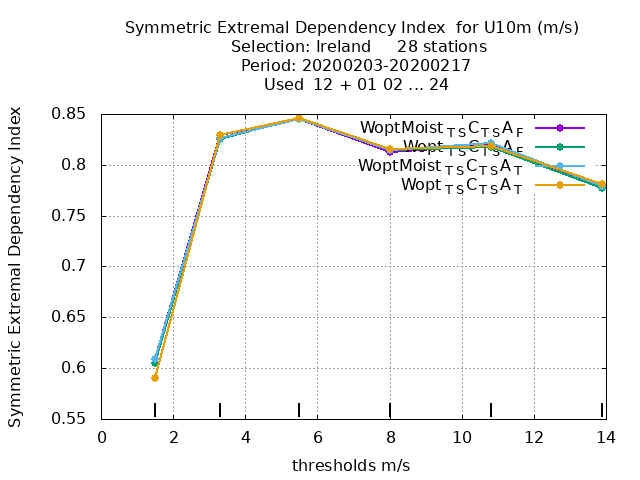 Symmetric Extremal Dependency Index for U10m (m/s)
Selection: Ireland 28 stations
Period: 20200203-20200217
Used 12 + 01 02 ... 24
Symmetric Extremal Dependency Index
0.85
0.8
0.75
0.7
0.65
0.6
0.55
WoptMoist TS C TS A F
Wopt TS C TS A F
WoptMoist TS C TS A T
Wopt TS C TS A T
0 2 4 6 8 10 12 14
thresholds m/s